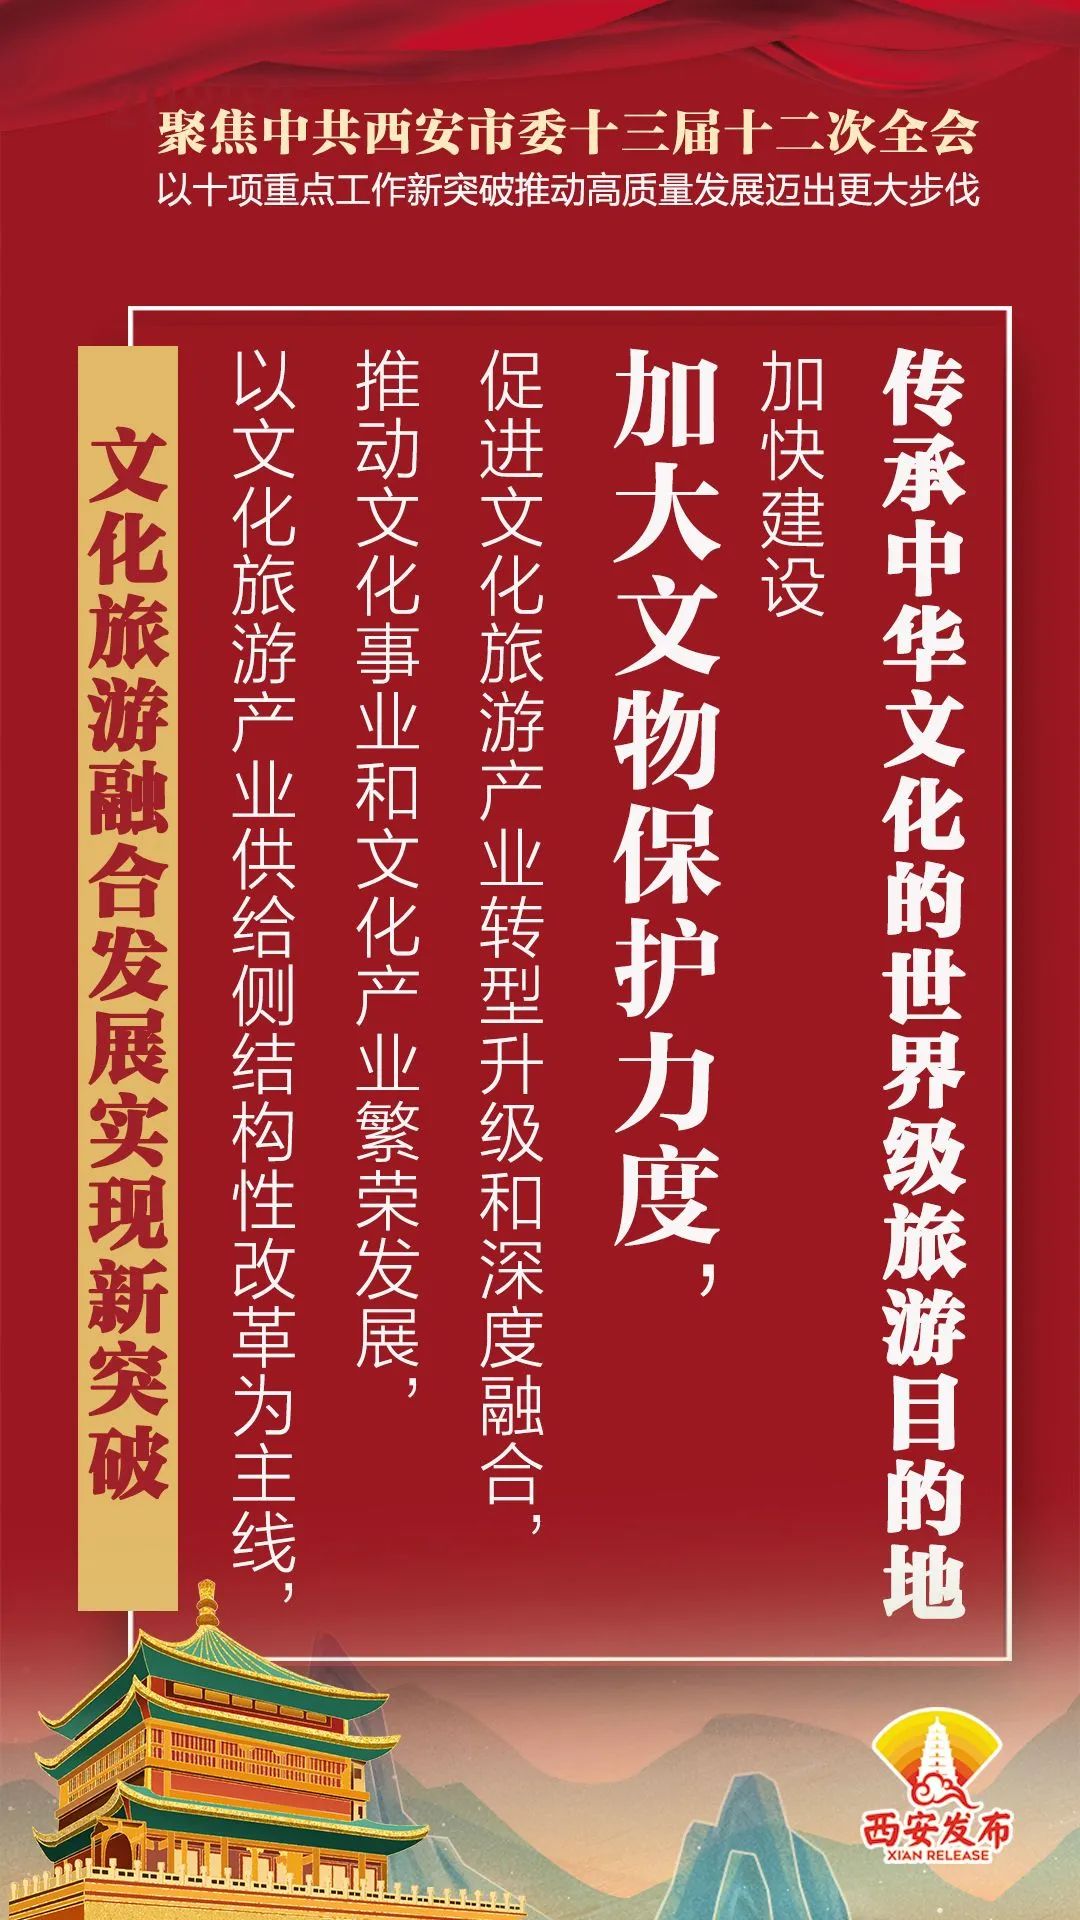 聚焦中共西安市委十三届十二次全会
以十项重点工作新突破推动高质量发展迈出更大步伐
文化旅游融合发展实现新突破
以文化旅游产业供给侧结构性改革为主线，
推动文化事业和文化产业繁荣发展，
促进文化旅游产业转型升级和深度融合，
加大文物保护力度，
加快建设
传承中华文化的世界级旅游目的地
西安发布
XIAN RELEASE